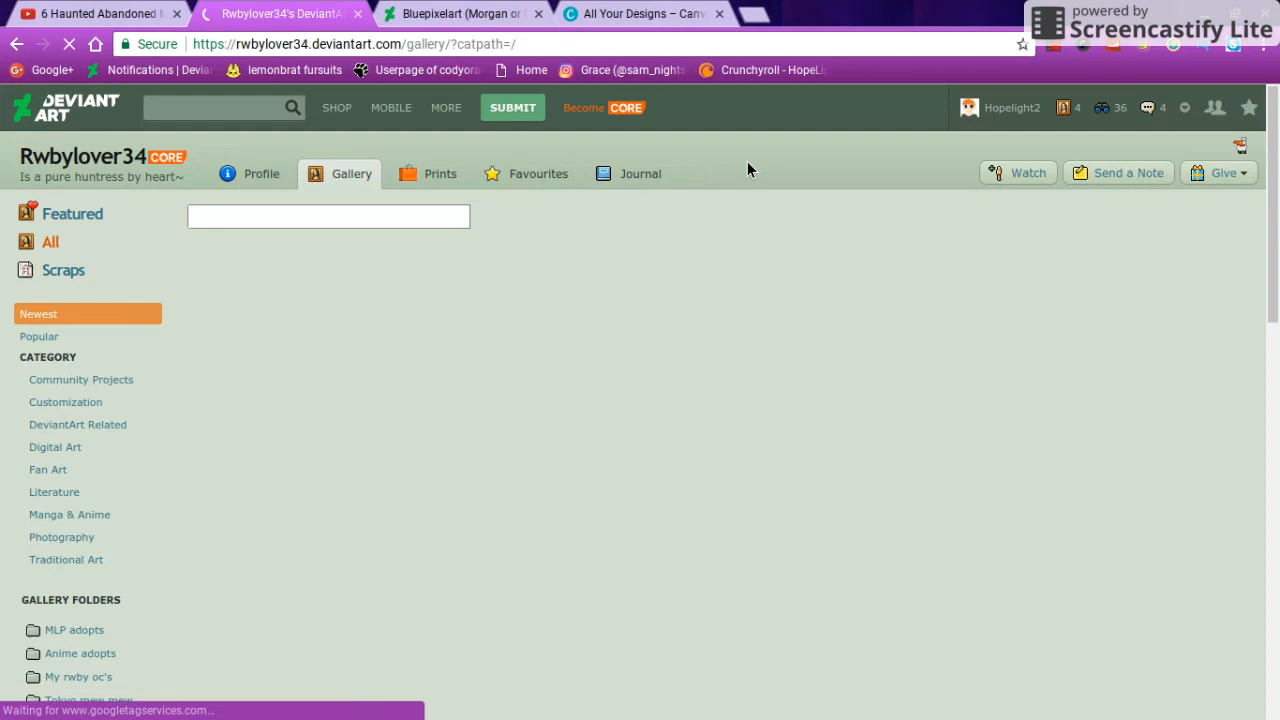 6 Haunted Abandoned M
Rwbylover34's DeviantA
Bluepixelart (Morgan or
All Your Designs – Canv
powered by
Screencastify Lite
Secure
https://rwbylover34.deviantart.com/gallery/?catpath=/
Google+
Notifications | Devia
lemonbrat fursuits
Userpage of codyora
Home
Grace (@sam_nights
Crunchyroll - HopeLi
DEVIANT ART
SHOP
MOBILE
MORE
SUBMIT
Become CORE
Hopelight2
4
36
4
Rwbylover34 CORE
Is a pure huntress by heart~
Profile
Gallery
Prints
Favourites
Journal
Watch
Send a Note
Give
Featured
All
Scraps
Newest
Popular
CATEGORY
Community Projects
Customization
DeviantArt Related
Digital Art
Fan Art
Literature
Manga & Anime
Photography
Traditional Art
GALLERY FOLDERS
MLP adopts
Anime adopts
My rwby oc's
Tokyo mew mew
Waiting for www.googletagservices.com...